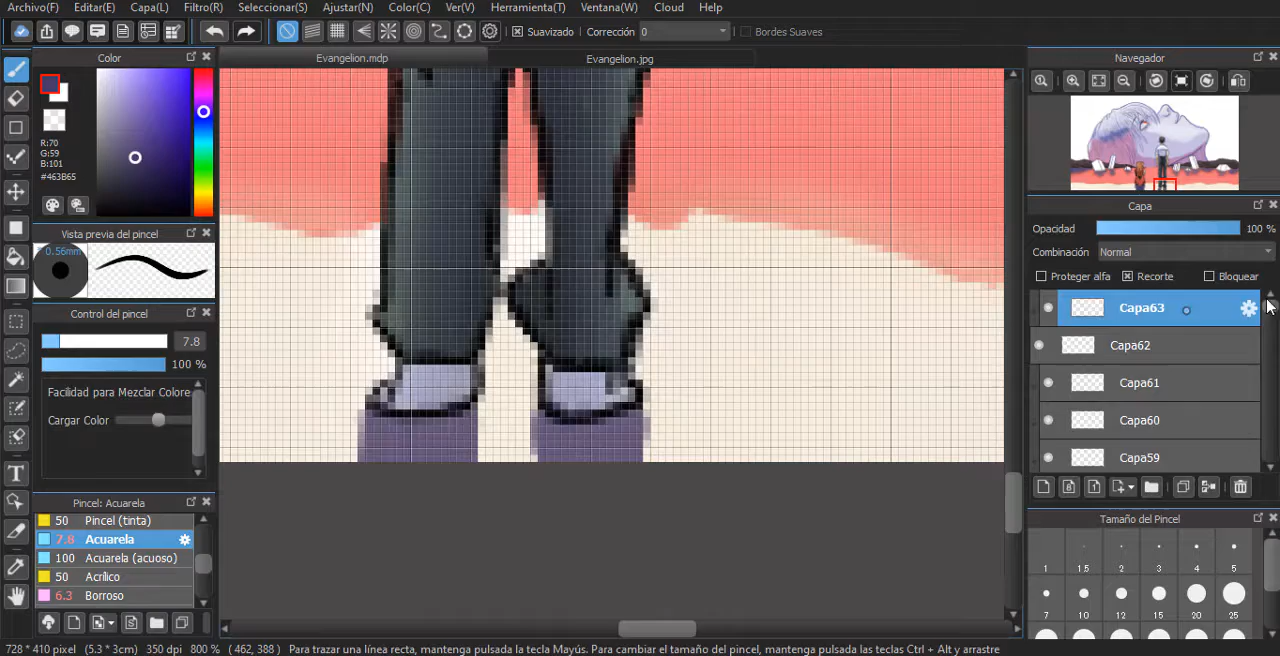 Archivo(F) Editar(E) Capa(L) Filtro(R) Seleccionar(S) Ajustar(N) Color(C) Ver(V) Herramienta(T) Ventana(W) Cloud Help
Suavizado Corrección 0 Bordes Suaves
Color
Evangelion.mdp Evangelion.jpg
Navegador
R:70
G:59
B:101
#463B65
Vista previa del pincel
0.56mm
Control del pincel
7.8
100 %
Facilidad para Mezclar Colore
Cargar Color
Pincel: Acuarela
50 Pincel (tinta)
7.8 Acuarela
100 Acuarela (acuoso)
50 Acrílico
6.3 Borroso
Capa
Opacidad 100 %
Combinación Normal
Proteger alfa Recorte Bloquear
Capa63
Capa62
Capa61
Capa60
Capa59
Tamaño del Pincel
1 1.5 2 3 4 5
7 10 12 15 20 25
728 * 410 pixel (5.3 * 3cm) 350 dpi 800 % ( 462, 388 ) Para trazar una línea recta, mantenga pulsada la tecla Mayús. Para cambiar el tamaño del pincel, mantenga pulsada las teclas Ctrl + Alt y arrastre